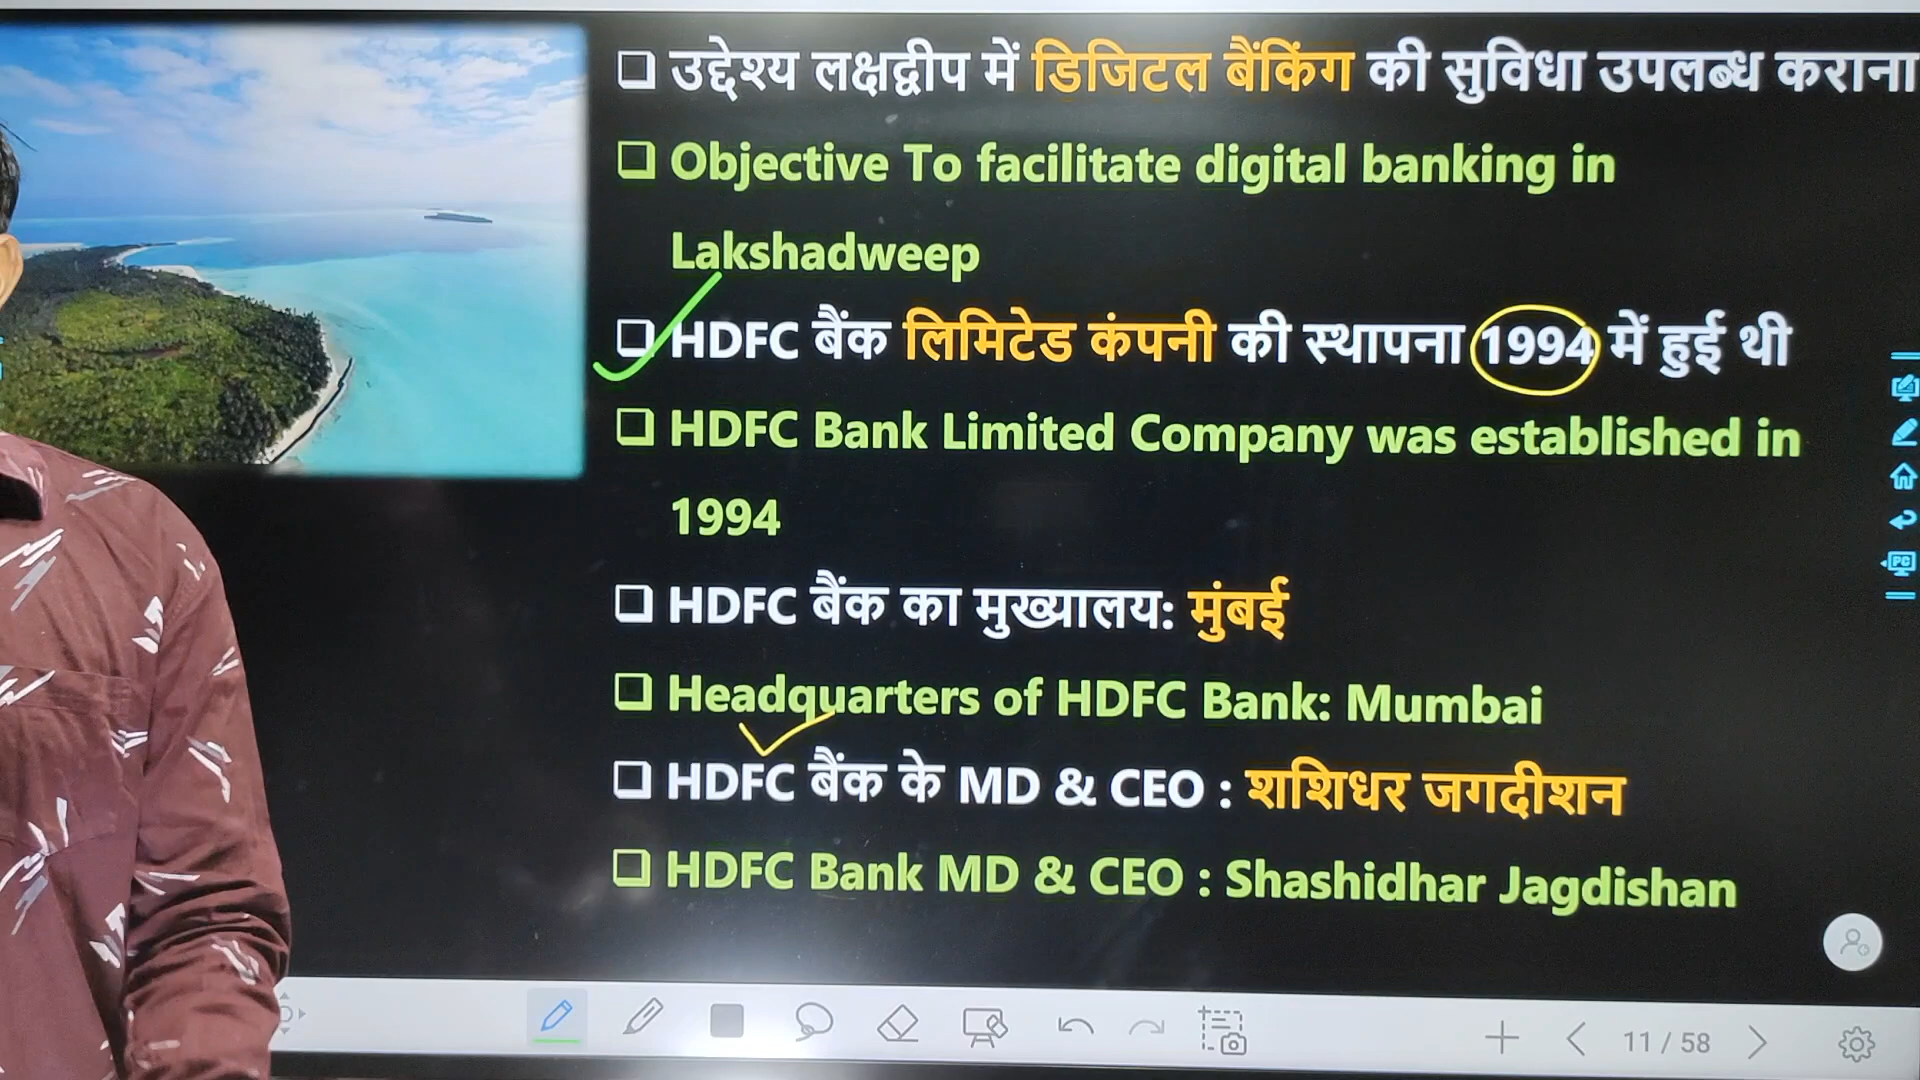 ❑ उद्देश्य लक्षद्वीप में डिजिटल बैंकिंग की सुविधा उपलब्ध कराना
❑ Objective To facilitate digital banking in
Lakshadweep
❑ HDFC बैंक लिमिटेड कंपनी की स्थापना 1994 में हुई थी
❑ HDFC Bank Limited Company was established in
1994
❑ HDFC बैंक का मुख्यालय: मुंबई
❑ Headquarters of HDFC Bank: Mumbai
❑ HDFC बैंक के MD & CEO : शशिधर जगदीशन
❑ HDFC Bank MD & CEO : Shashidhar Jagdishan
PC
11 / 58